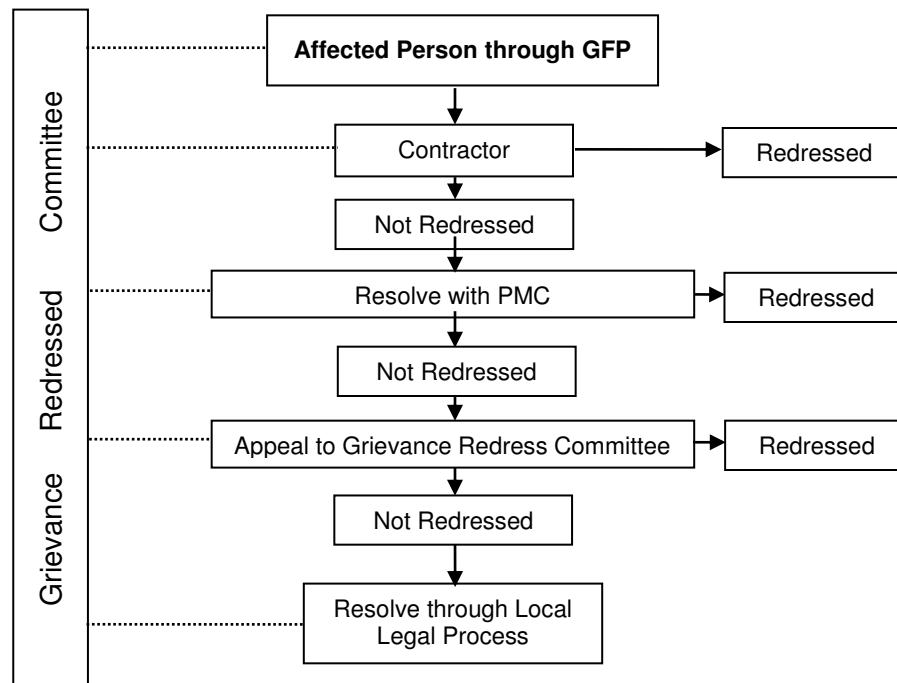 Grievance Redressed Committee
Affected Person through GFP
Contractor
Redressed
Not Redressed
Resolve with PMC
Redressed
Not Redressed
Appeal to Grievance Redress Committee
Redressed
Not Redressed
Resolve through Local
Legal Process